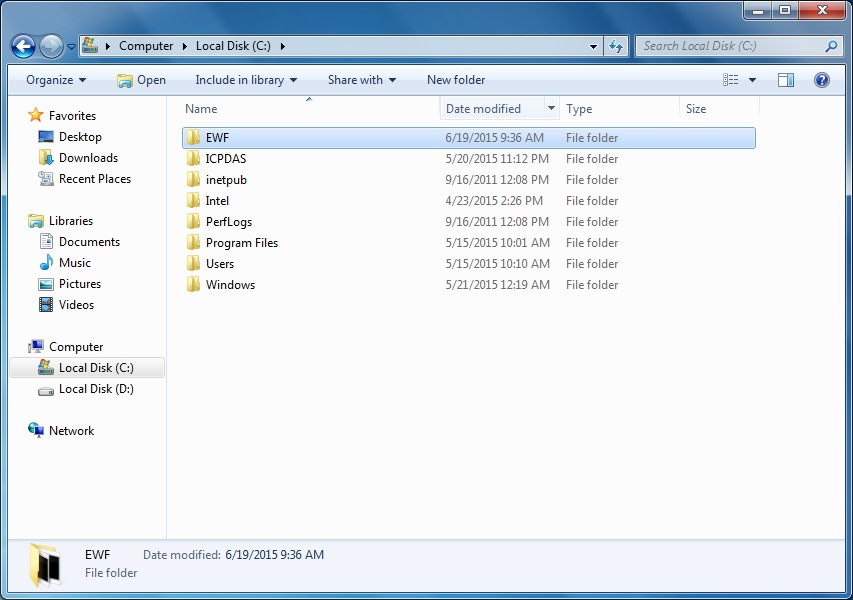 Computer Local Disk (C:)
Search Local Disk (C:)
Organize Open Include in library Share with New folder
Favorites
Desktop
Downloads
Recent Places
Libraries
Documents
Music
Pictures
Videos
Computer
Local Disk (C:)
Local Disk (D:)
Network
Name Date modified Type Size
EWF 6/19/2015 9:36 AM File folder
ICPDAS 5/20/2015 11:12 PM File folder
inetpub 9/16/2011 12:08 PM File folder
Intel 4/23/2015 2:26 PM File folder
PerfLogs 9/16/2011 12:08 PM File folder
Program Files 5/15/2015 10:01 AM File folder
Users 5/15/2015 10:10 AM File folder
Windows 5/21/2015 12:19 AM File folder
EWF Date modified: 6/19/2015 9:36 AM
File folder